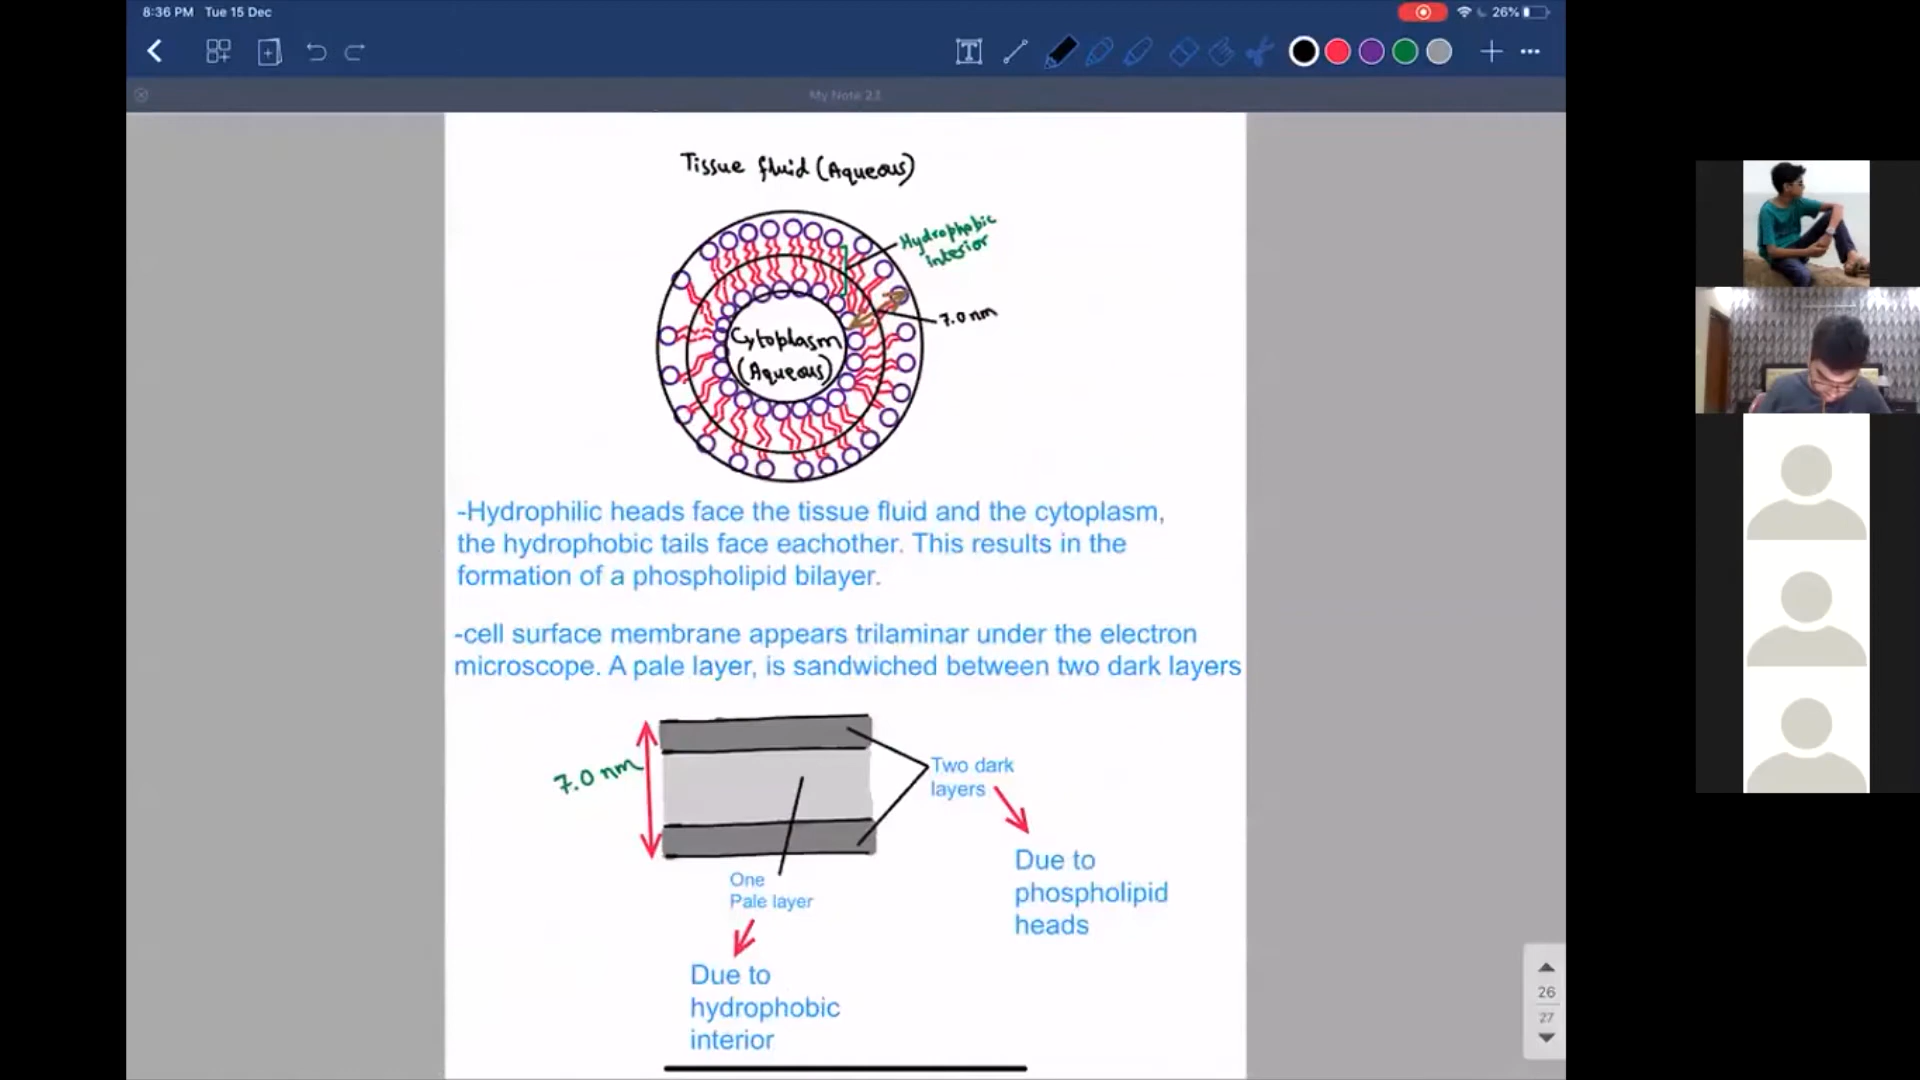 8:36 PM Tue 15 Dec
26%
My Note 23
Tissue fluid (Aqueous)
Hydrophobic
interior
7.0 nm
Cytoplasm
(Aqueous)
-Hydrophilic heads face the tissue fluid and the cytoplasm,
the hydrophobic tails face eachother. This results in the
formation of a phospholipid bilayer.
-cell surface membrane appears trilaminar under the electron
microscope. A pale layer, is sandwiched between two dark layers
7.0 nm
Two dark
layers
Due to
phospholipid
heads
One
Pale layer
Due to
hydrophobic
interior
26
27